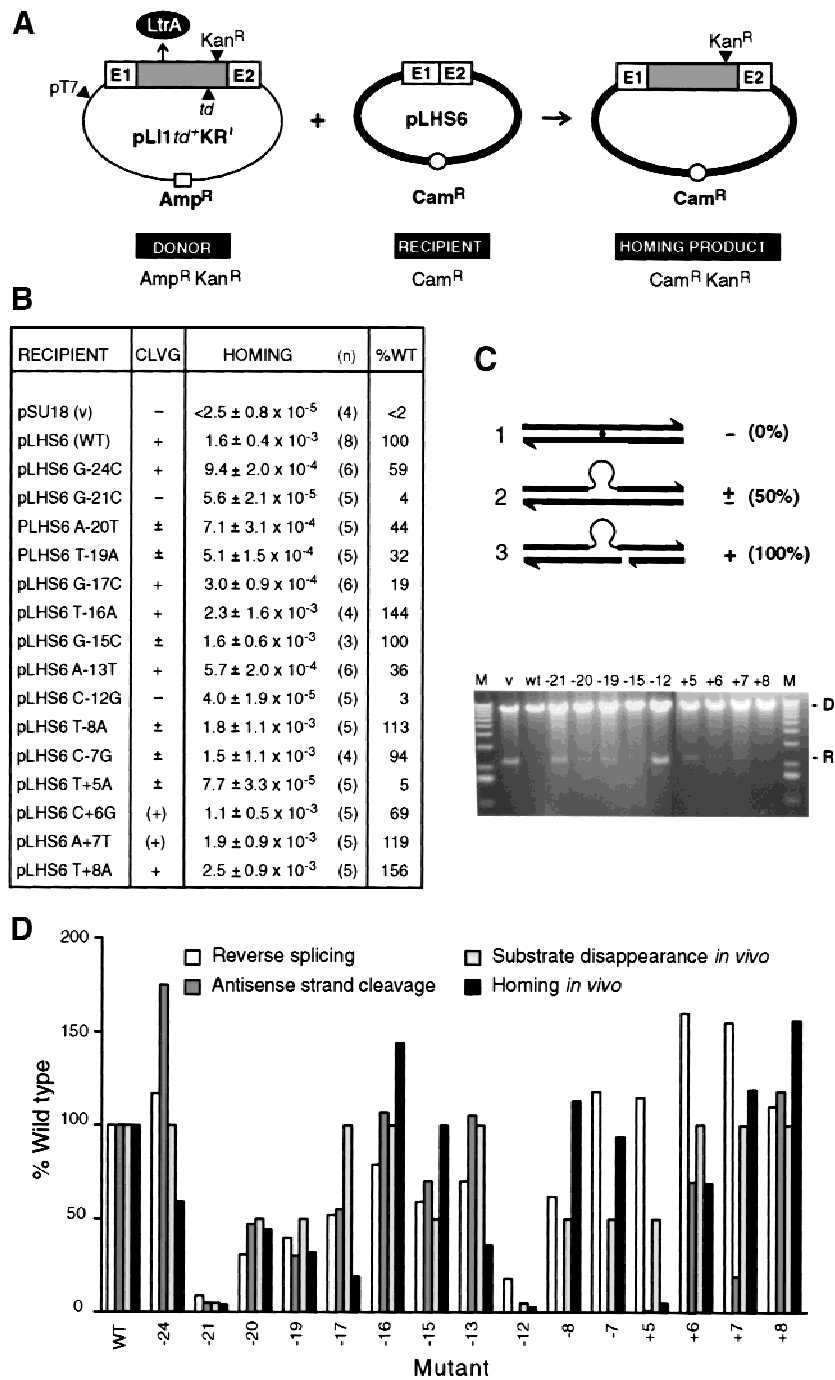 A
LtrA
KanR
KanR
E1 E2
E1 E2
E1 E2
pT7
td
pLI1td+KR'
+
pLHS6
AmpR
CamR
CamR
DONOR
RECIPIENT
HOMING PRODUCT
AmpR KanR
CamR
CamR KanR
B
RECIPIENT CLVG HOMING (n) %WT
pSU18 (v) − <2.5 ± 0.8 x 10-5 (4) <2
pLHS6 (WT) + 1.6 ± 0.4 x 10-3 (8) 100
pLHS6 G-24C + 9.4 ± 2.0 x 10-4 (6) 59
pLHS6 G-21C − 5.6 ± 2.1 x 10-5 (5) 4
PLHS6 A-20T ± 7.1 ± 3.1 x 10-4 (5) 44
PLHS6 T-19A ± 5.1 ± 1.5 x 10-4 (5) 32
pLHS6 G-17C + 3.0 ± 0.9 x 10-4 (6) 19
pLHS6 T-16A + 2.3 ± 1.6 x 10-3 (4) 144
pLHS6 G-15C ± 1.6 ± 0.6 x 10-3 (3) 100
pLHS6 A-13T + 5.7 ± 2.0 x 10-4 (6) 36
pLHS6 C-12G − 4.0 ± 1.9 x 10-5 (5) 3
pLHS6 T-8A ± 1.8 ± 1.1 x 10-3 (5) 113
pLHS6 C-7G ± 1.5 ± 1.1 x 10-3 (4) 94
pLHS6 T+5A ± 7.7 ± 3.3 x 10-5 (5) 5
pLHS6 C+6G (+) 1.1 ± 0.5 x 10-3 (5) 69
pLHS6 A+7T (+) 1.9 ± 0.9 x 10-3 (5) 119
pLHS6 T+8A + 2.5 ± 0.9 x 10-3 (5) 156
C
1 − (0%)
2 ± (50%)
3 + (100%)
M v wt -21 -20 -19 -15 -12 +5 +6 +7 +8 M
- D
- R
D
Reverse splicing
Antisense strand cleavage
Substrate disappearance in vivo
Homing in vivo
% Wild type
200
150
100
50
0
WT -24 -21 -20 -19 -17 -16 -15 -13 -12 -8 -7 +5 +6 +7 +8
Mutant